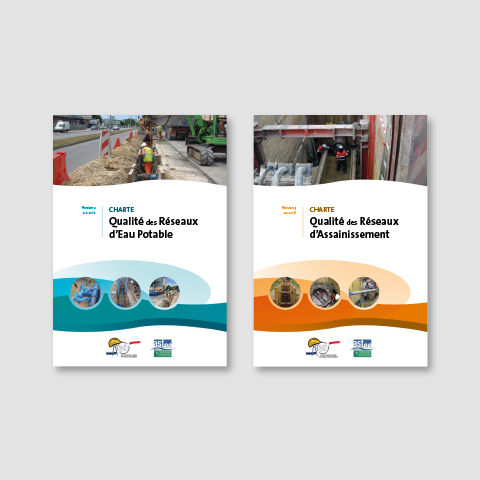 CHARTE
Qualité des Réseaux
d'Eau Potable
CHARTE
Qualité des Réseaux
d'Assainissement